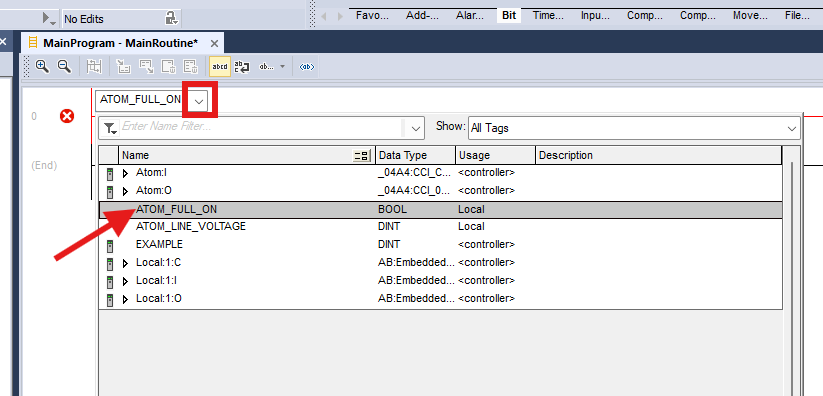 No Edits
Favo... Add-... Alar... Bit Time... Inpu... Comp... Comp... Move... File...
MainProgram - MainRoutine*
abcd ab c ab... <ab>
ATOM_FULL_ON
0
Enter Name Filter... Show: All Tags
(End)
Name Data Type Usage Description
Atom:I _04A4:CCI_C... <controller>
Atom:O _04A4:CCI_0... <controller>
ATOM_FULL_ON BOOL Local
ATOM_LINE_VOLTAGE DINT Local
EXAMPLE DINT <controller>
Local:1:C AB:Embedded... <controller>
Local:1:I AB:Embedded... <controller>
Local:1:O AB:Embedded... <controller>